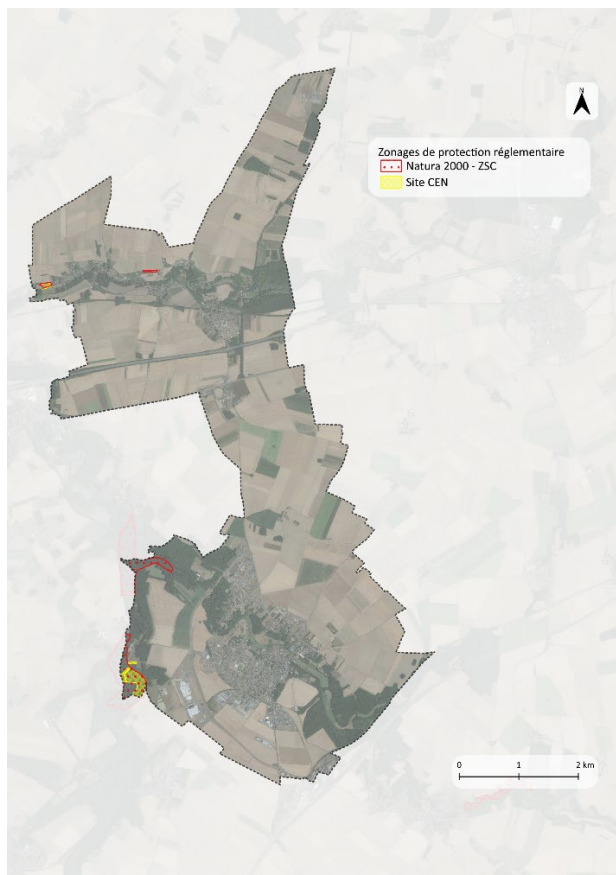 N
Zonages de protection réglementaire
Natura 2000 - ZSC
Site CEN
0 1 2 km